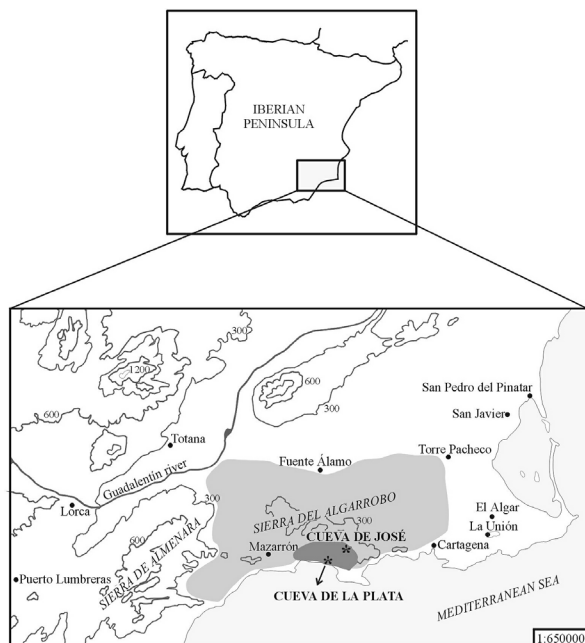 IBERIAN
PENINSULA
300
1200
600
300
600
San Pedro del Pinatar
San Javier
Totana
Torre Pacheco
Fuente Álamo
Guadalentín river
300
Lorca
SIERRA DEL ALGARROBO
El Algar
300
La Unión
CUEVA DE JOSÉ
600
Mazarrón
Cartagena
SIERRA DE ALMENARA
Puerto Lumbreras
CUEVA DE LA PLATA
MEDITERRANEAN SEA
1:650000